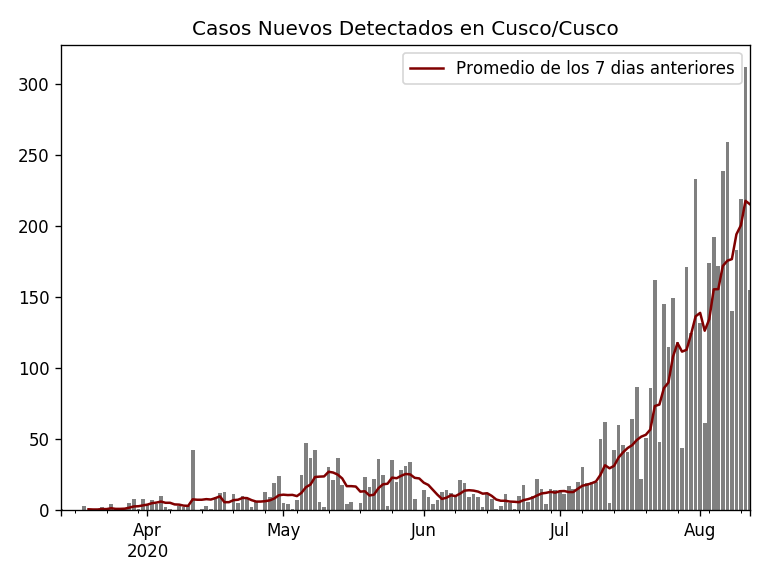 Casos Nuevos Detectados en Cusco/Cusco
Promedio de los 7 dias anteriores
300
250
200
150
100
50
0
Apr
2020
May
Jun
Jul
Aug